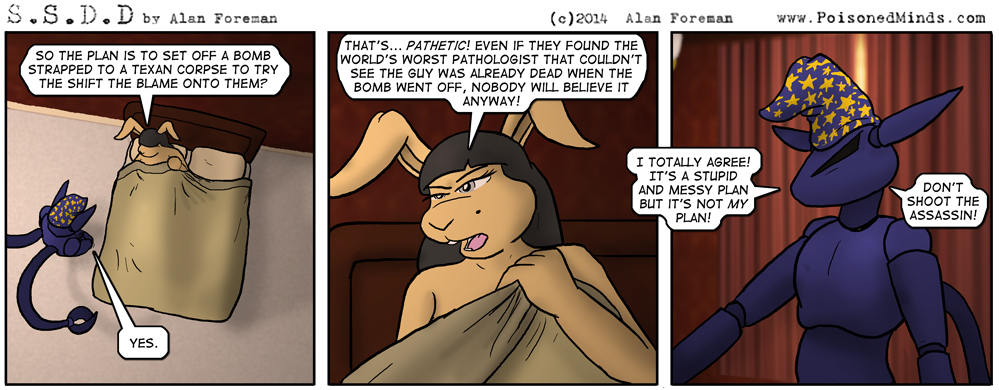 S.S.D.D by Alan Foreman
(c)2014 Alan Foreman
www.PoisonedMinds.com
SO THE PLAN IS TO SET OFF A BOMB
STRAPPED TO A TEXAN CORPSE TO TRY
THE SHIFT THE BLAME ONTO THEM?
YES.
THAT'S... PATHETIC! EVEN IF THEY FOUND THE
WORLD'S WORST PATHOLOGIST THAT COULDN'T
SEE THE GUY WAS ALREADY DEAD WHEN THE
BOMB WENT OFF, NOBODY WILL BELIEVE IT
ANYWAY!
I TOTALLY AGREE!
IT'S A STUPID
AND MESSY PLAN
BUT IT'S NOT MY
PLAN!
DON'T
SHOOT THE
ASSASSIN!